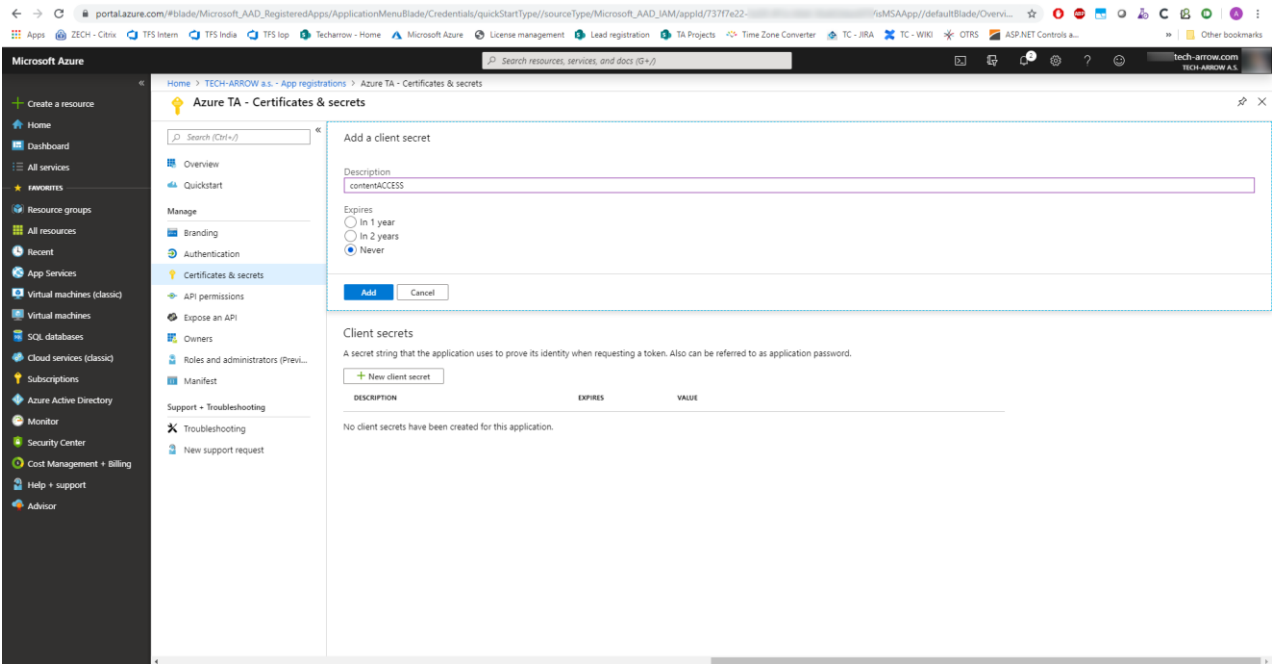 portal.azure.com/#blade/Microsoft_AAD_RegisteredApps/ApplicationMenuBlade/Credentials/quickStartType//sourceType/Microsoft_AAD_IAM/appId/737f7e22- /isMSAApp//defaultBlade/Overvi...
Apps ZECH - Citrix TFS Intern TFS India TFS Iop Techarrow - Home Microsoft Azure License management Lead registration TA Projects Time Zone Converter TC - JIRA TC - WIKI OTRS ASP.NET Controls a... » Other bookmarks
Microsoft Azure
Search resources, services, and docs (G+/)
2
tech-arrow.com
TECH-ARROW A.S.
Create a resource
Home
Dashboard
All services
FAVORITES
Resource groups
All resources
Recent
App Services
Virtual machines (classic)
Virtual machines
SQL databases
Cloud services (classic)
Subscriptions
Azure Active Directory
Monitor
Security Center
Cost Management + Billing
Help + support
Advisor
Home > TECH-ARROW a.s. - App registrations > Azure TA - Certificates & secrets
Azure TA - Certificates & secrets
Search (Ctrl+/)
Overview
Quickstart
Manage
Branding
Authentication
Certificates & secrets
API permissions
Expose an API
Owners
Roles and administrators (Previ...
Manifest
Support + Troubleshooting
Troubleshooting
New support request
Add a client secret
Description
contentACCESS
Expires
In 1 year
In 2 years
Never
Add Cancel
Client secrets
A secret string that the application uses to prove its identity when requesting a token. Also can be referred to as application password.
New client secret
DESCRIPTION EXPIRES VALUE
No client secrets have been created for this application.